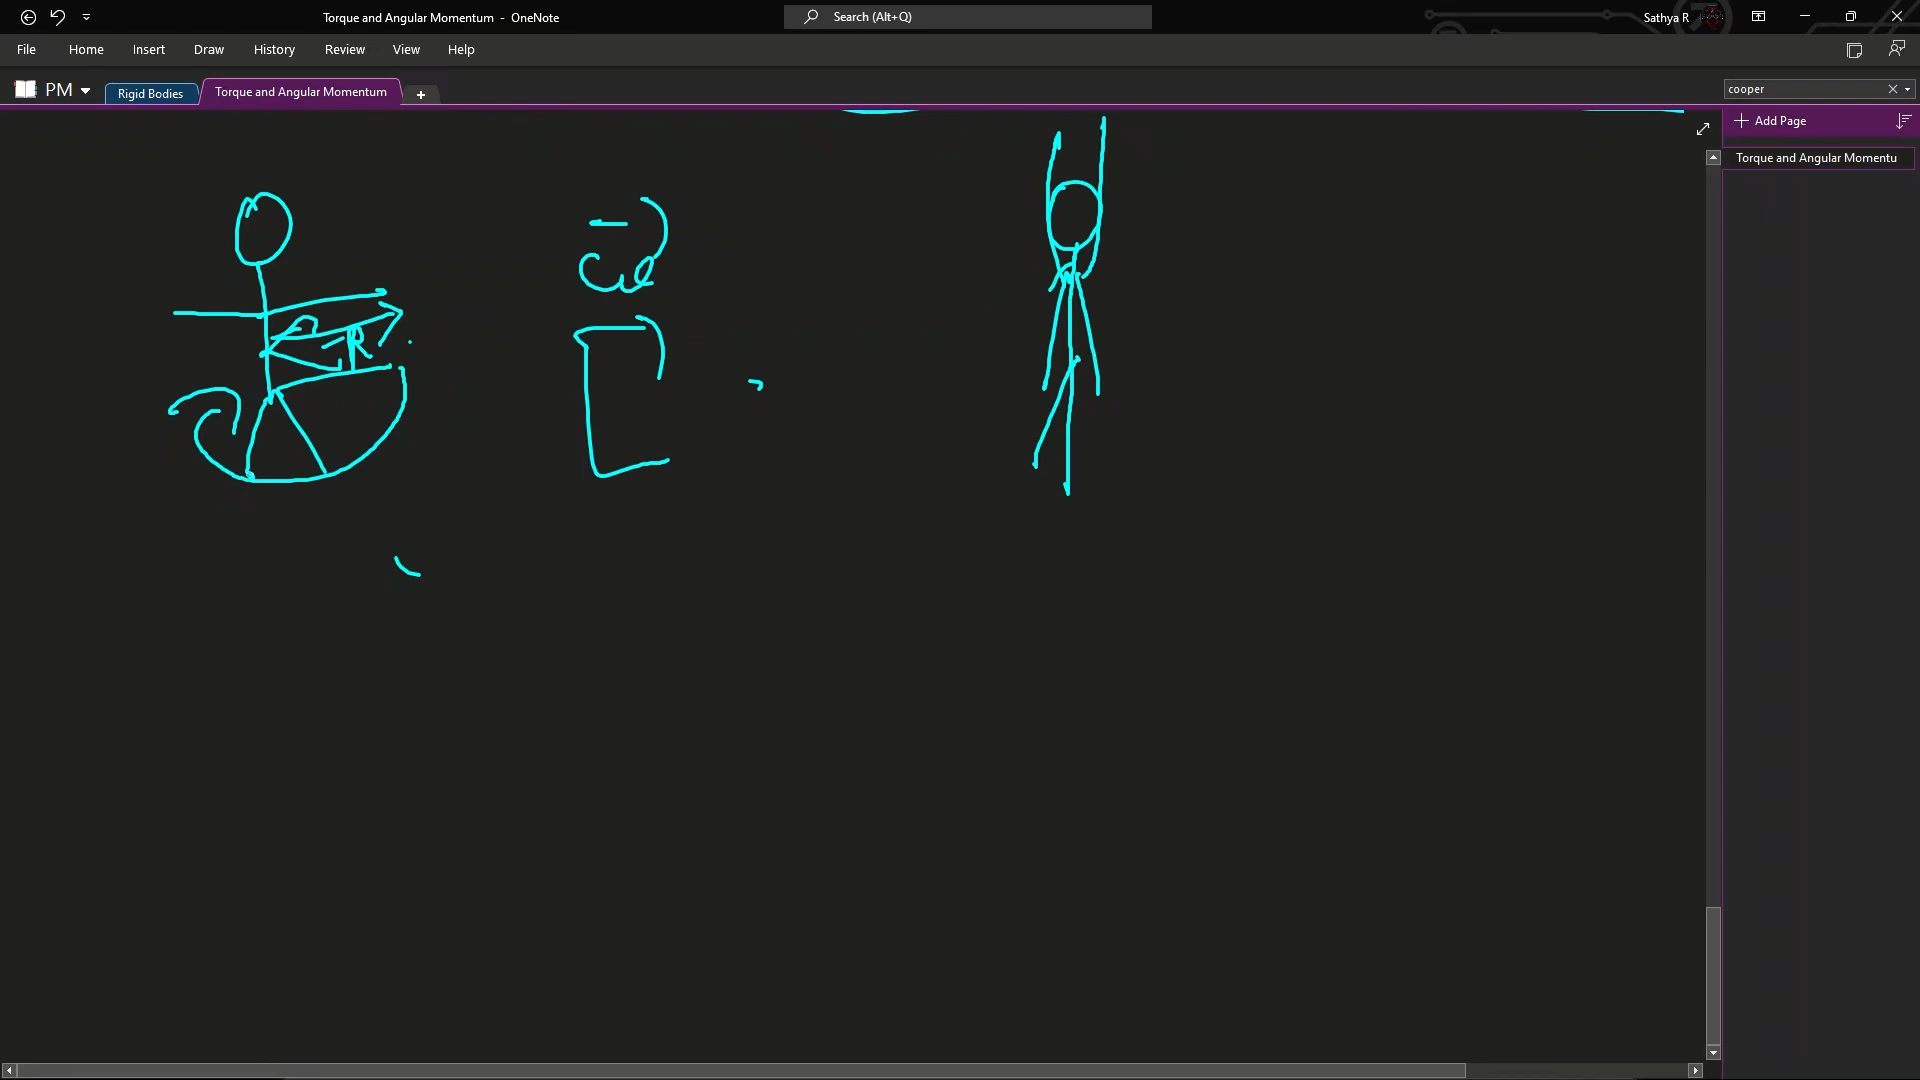 Torque and Angular Momentum - OneNote
Search (Alt+Q)
Sathya R
File Home Insert Draw History Review View Help
PM
Rigid Bodies
Torque and Angular Momentum
+
cooper
Add Page
Torque and Angular Momentu
R